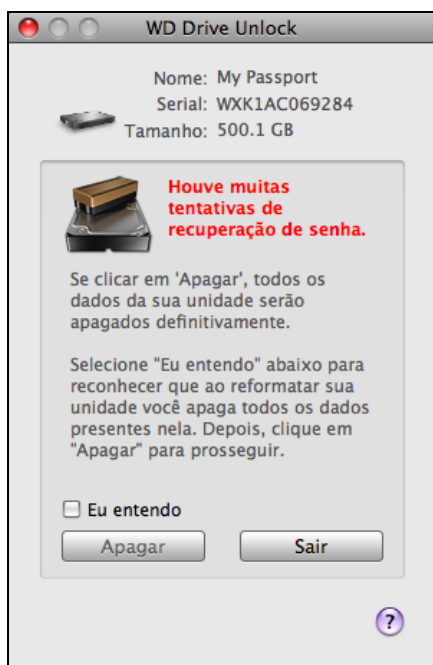 WD Drive Unlock
Nome: My Passport
Serial: WXK1AC069284
Tamanho: 500.1 GB
Houve muitas
tentativas de
recuperação de senha.
Se clicar em 'Apagar', todos os
dados da sua unidade serão
apagados definitivamente.
Selecione "Eu entendo" abaixo para
reconhecer que ao reformatar sua
unidade você apaga todos os dados
presentes nela. Depois, clique em
"Apagar" para prosseguir.
Eu entendo
Apagar
Sair
?